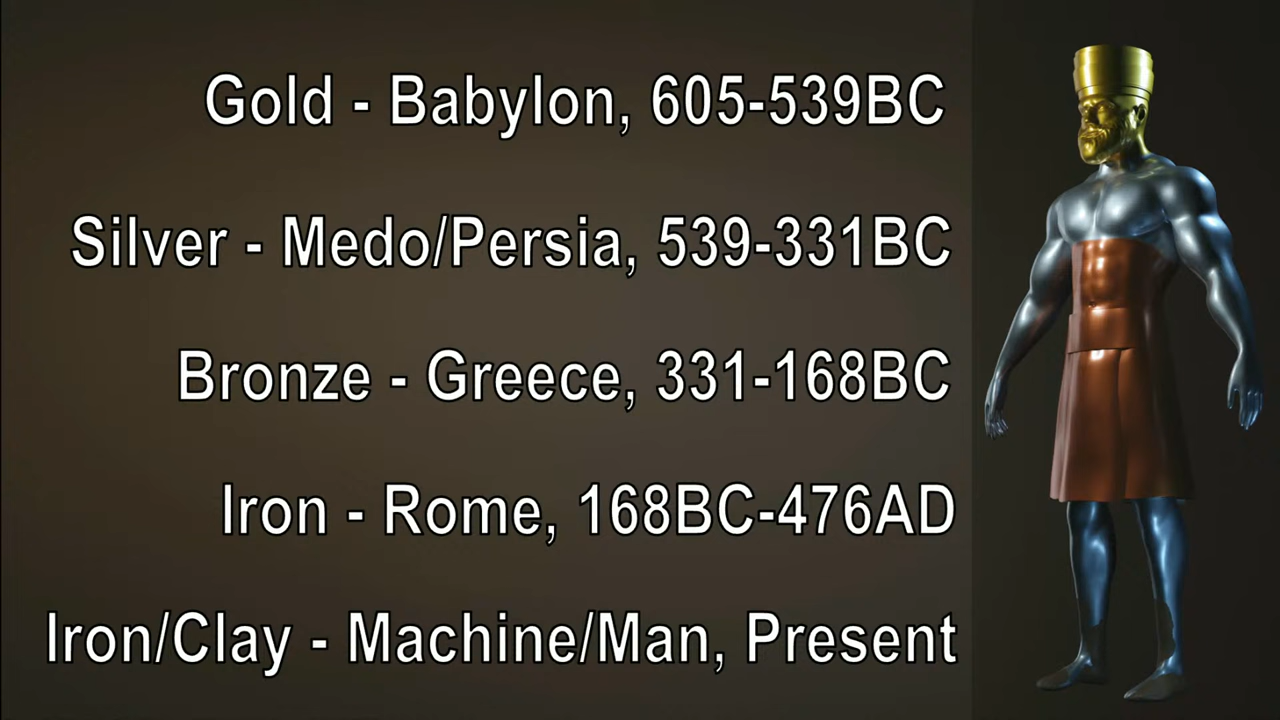 Gold - Babylon, 605-539BC
Silver - Medo/Persia, 539-331BC
Bronze - Greece, 331-168BC
Iron - Rome, 168BC-476AD
Iron/Clay - Machine/Man, Present